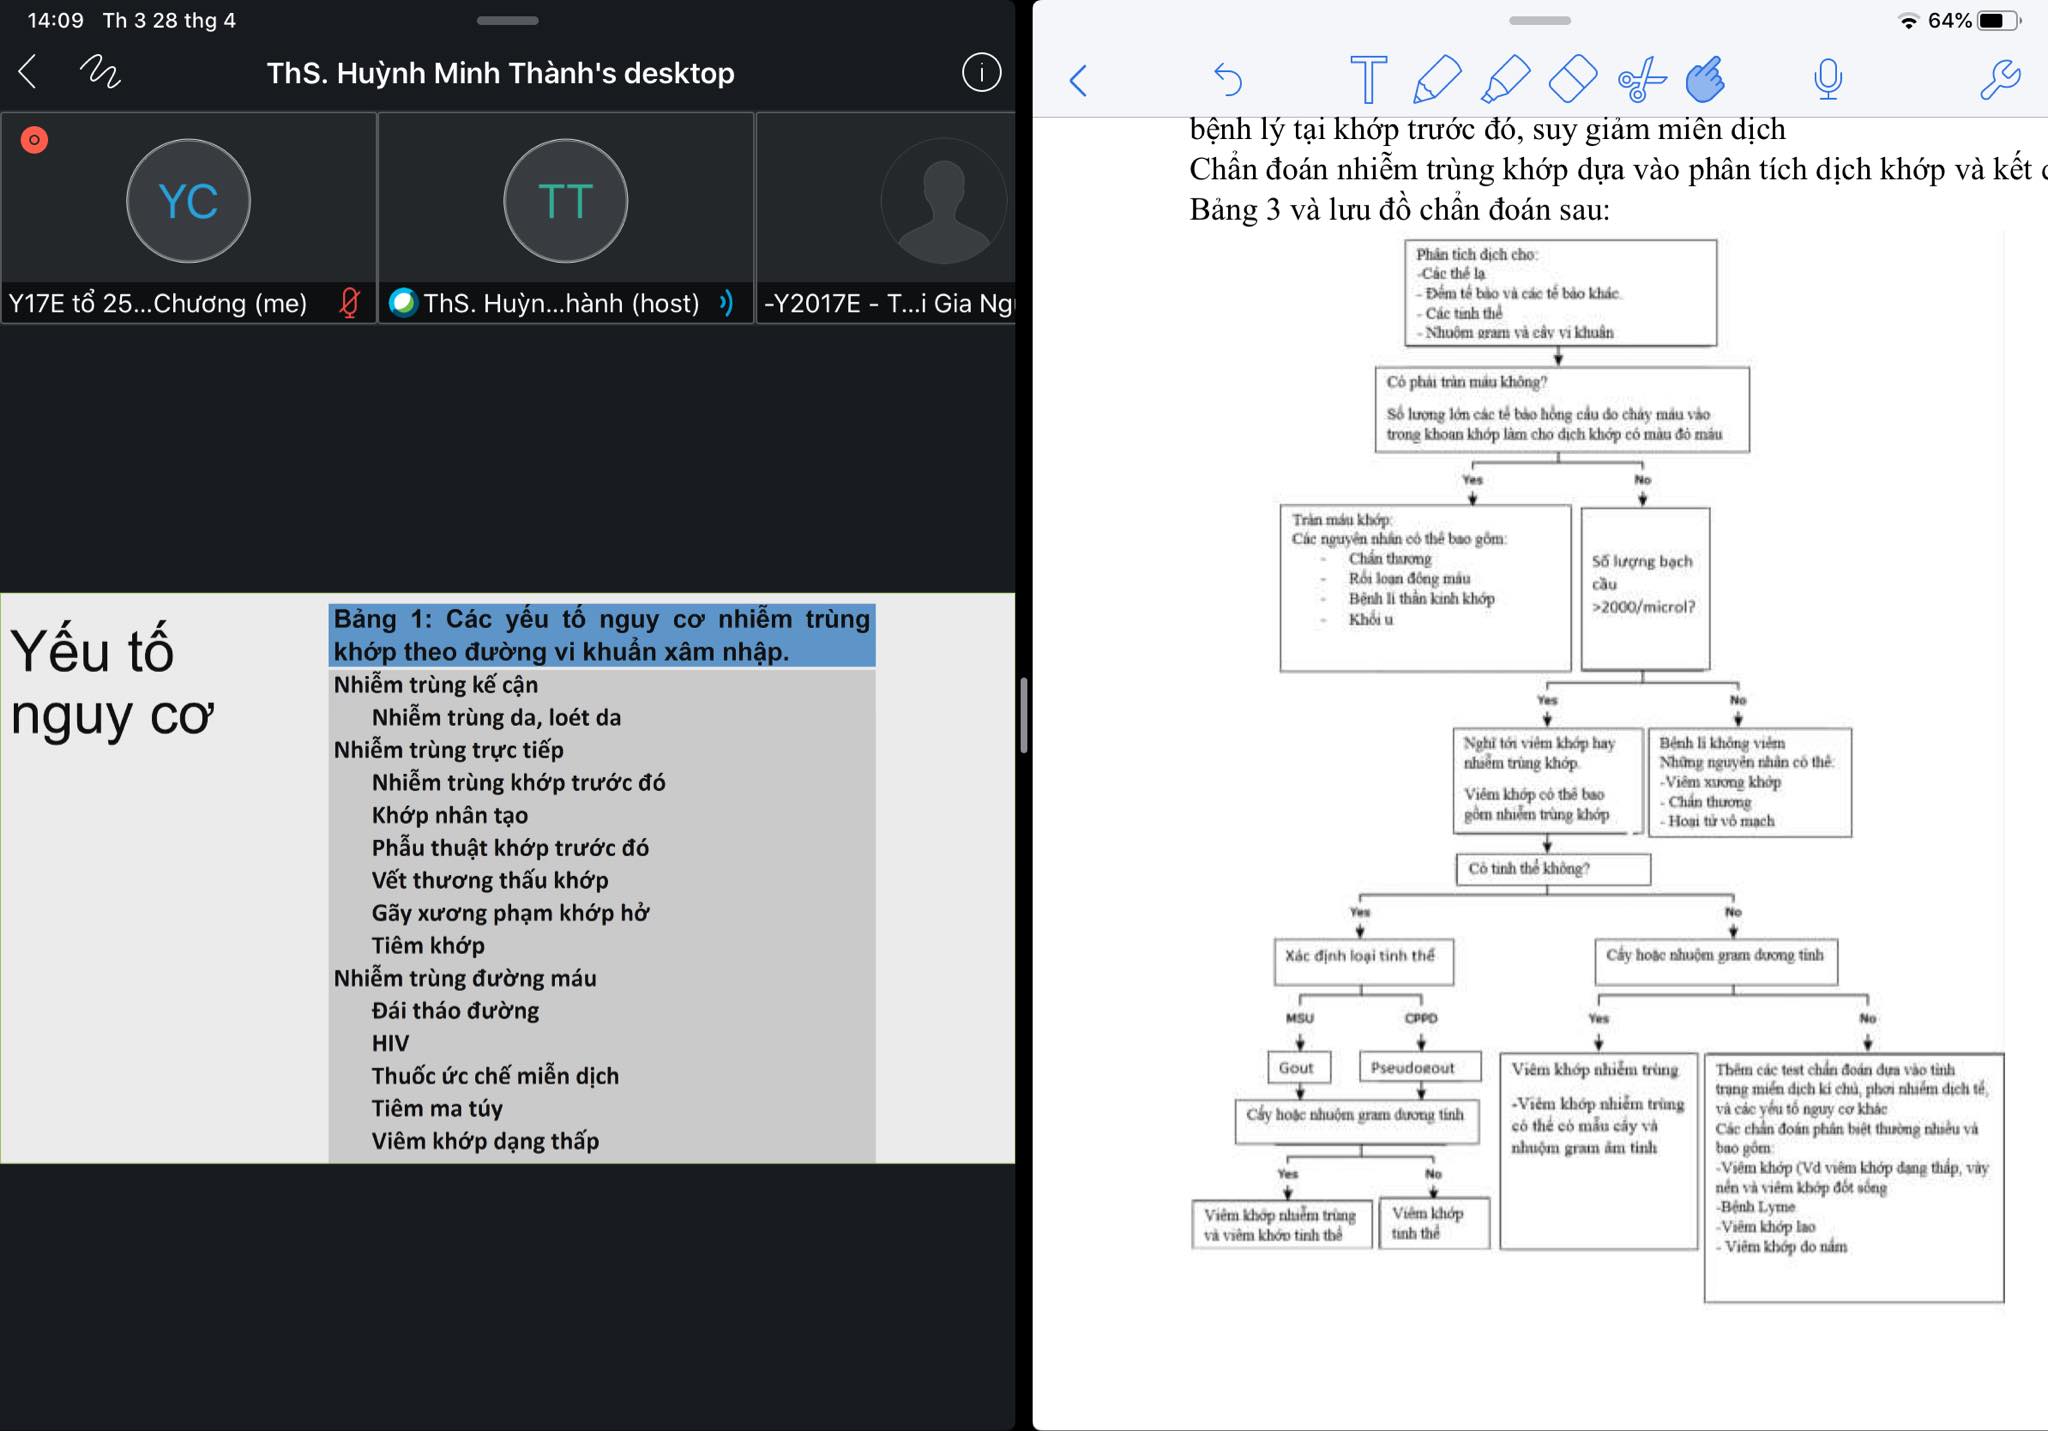 14:09 Th 3 28 thg 4
ThS. Huỳnh Minh Thành's desktop
YC
TT
Y17E tổ 25...Chương (me)
ThS. Huỳn...hành (host)
-Y2017E - T...i Gia Ng
Yếu tố
nguy cơ
Bảng 1: Các yếu tố nguy cơ nhiễm trùng
khớp theo đường vi khuẩn xâm nhập.
Nhiễm trùng kế cận
Nhiễm trùng da, loét da
Nhiễm trùng trực tiếp
Nhiễm trùng khớp trước đó
Khớp nhân tạo
Phẫu thuật khớp trước đó
Vết thương thấu khớp
Gãy xương phạm khớp hở
Tiêm khớp
Nhiễm trùng đường máu
Đái tháo đường
HIV
Thuốc ức chế miễn dịch
Tiêm ma túy
Viêm khớp dạng thấp
64%
bệnh lý tại khớp trước đó, suy giảm miễn dịch
Chẩn đoán nhiễm trùng khớp dựa vào phân tích dịch khớp và kết
Bảng 3 và lưu đồ chẩn đoán sau:
Phân tích dịch cho:
-Các thể lạ
- Đếm tế bào và các tế bào khác.
- Các tinh thể
- Nhuộm gram và cấy vi khuẩn
Có phải tràn máu không?
Số lượng lớn các tế bào hồng cầu do chảy máu vào
trong khoan khớp làm cho dịch khớp có màu đỏ máu
Yes
No
Tràn máu khớp:
Các nguyên nhân có thể bao gồm:
- Chấn thương
- Rối loạn đông máu
- Bệnh lí thần kinh khớp
- Khối u
Số lượng bạch
cầu
>2000/microl?
Yes
No
Nghĩ tới viêm khớp hay
nhiễm trùng khớp.
Viêm khớp có thể bao
gồm nhiễm trùng khớp
Bệnh lí không viêm
Những nguyên nhân có thể:
-Viêm xương khớp
- Chấn thương
- Hoại tử vô mạch
Có tinh thể không?
Yes
No
Xác định loại tinh thể
Cấy hoặc nhuộm gram dương tính
MSU
CPPD
Yes
No
Gout
Pseudogout
Cấy hoặc nhuộm gram dương tính
Yes
No
Viêm khớp nhiễm trùng
và viêm khớp tinh thể
Viêm khớp
tinh thể
Viêm khớp nhiễm trùng
-Viêm khớp nhiễm trùng
có thể có mẫu cấy và
nhuộm gram âm tính
Thêm các test chẩn đoán dựa vào tình
trạng miễn dịch kí chủ, phơi nhiễm dịch tể,
và các yếu tố nguy cơ khác
Các chẩn đoán phân biệt thường nhiều và
bao gồm:
-Viêm khớp (Vd viêm khớp dạng thấp, vảy
nến và viêm khớp đốt sống
-Bệnh Lyme
-Viêm khớp lao
- Viêm khớp do nấm